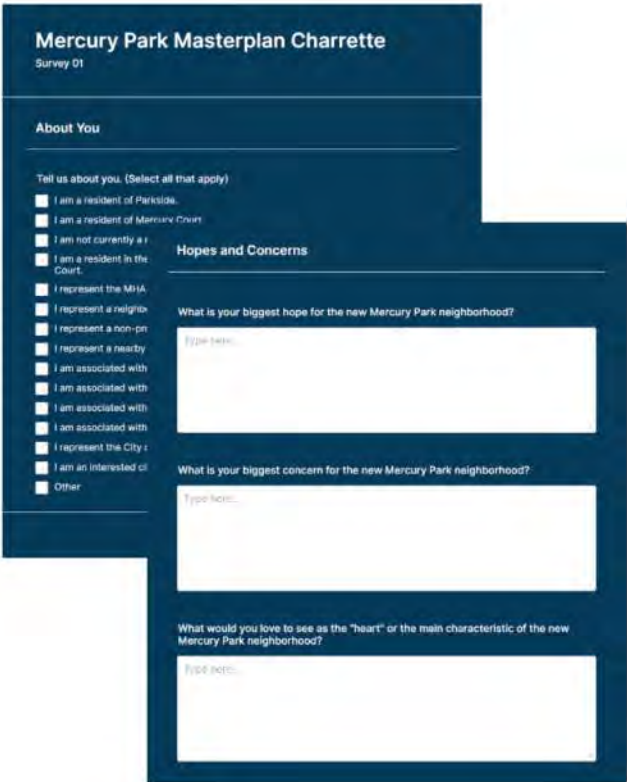 Mercury Park Masterplan Charrette
Survey 01
About You
Tell us about you. (Select all that apply)
I am a resident of Parkside.
I am a resident of Mercury Court.
I am not currently a
I am a resident in the
Court.
I represent the MHA
I represent a
I represent a
I represent a nearby
I am associated with
I am associated with
I am associated with
I am associated with
I represent the City
I am an interested
Other
Hopes and Concerns
What is your biggest hope for the new Mercury Park neighborhood?
Type here...
What is your biggest concern for the new Mercury Park neighborhood?
Type here...
What would you love to see as the "heart" or the main characteristic of the new
Mercury Park neighborhood?
Type here...